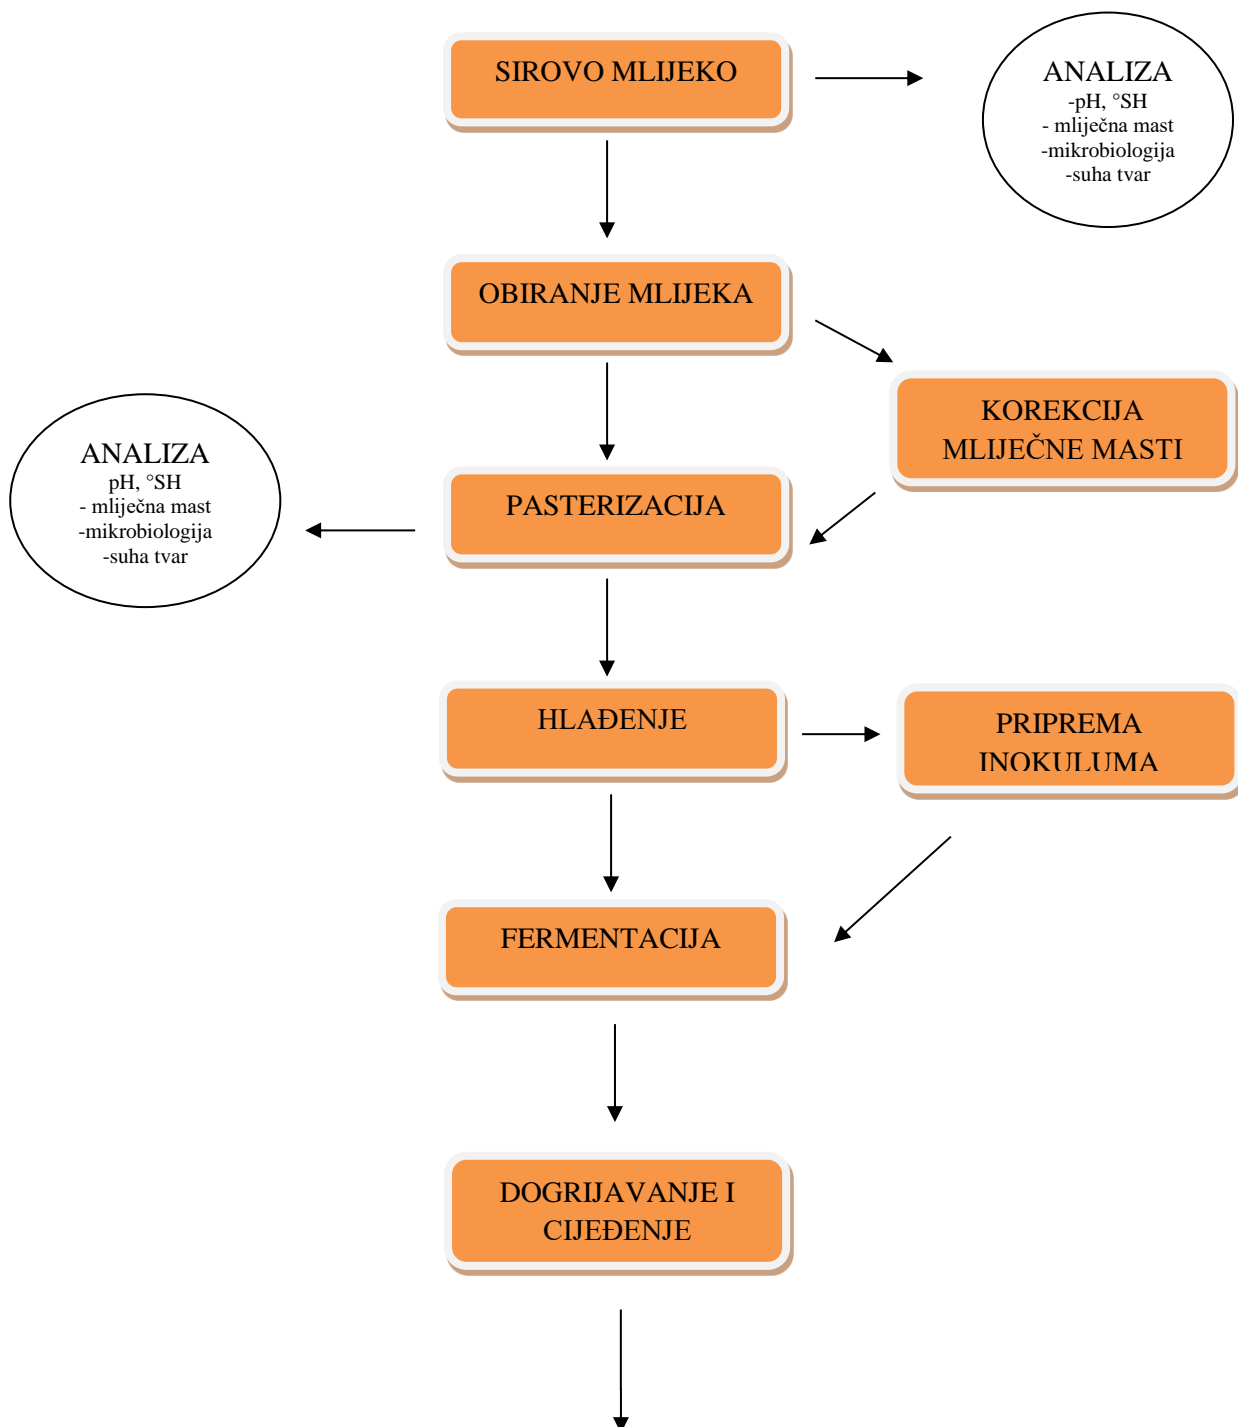 SIROVO MLIJEKO
ANALIZA
-pH, °SH
- mliječna mast
-mikrobiologija
-suha tvar
OBIRANJE MLIJEKA
KOREKCIJA
MLIJEČNE MASTI
ANALIZA
pH, °SH
- mliječna mast
-mikrobiologija
-suha tvar
PASTERIZACIJA
HLAĐENJE
PRIPREMA
INOKULUMA
FERMENTACIJA
DOGRIJAVANJE I
CIJEĐENJE